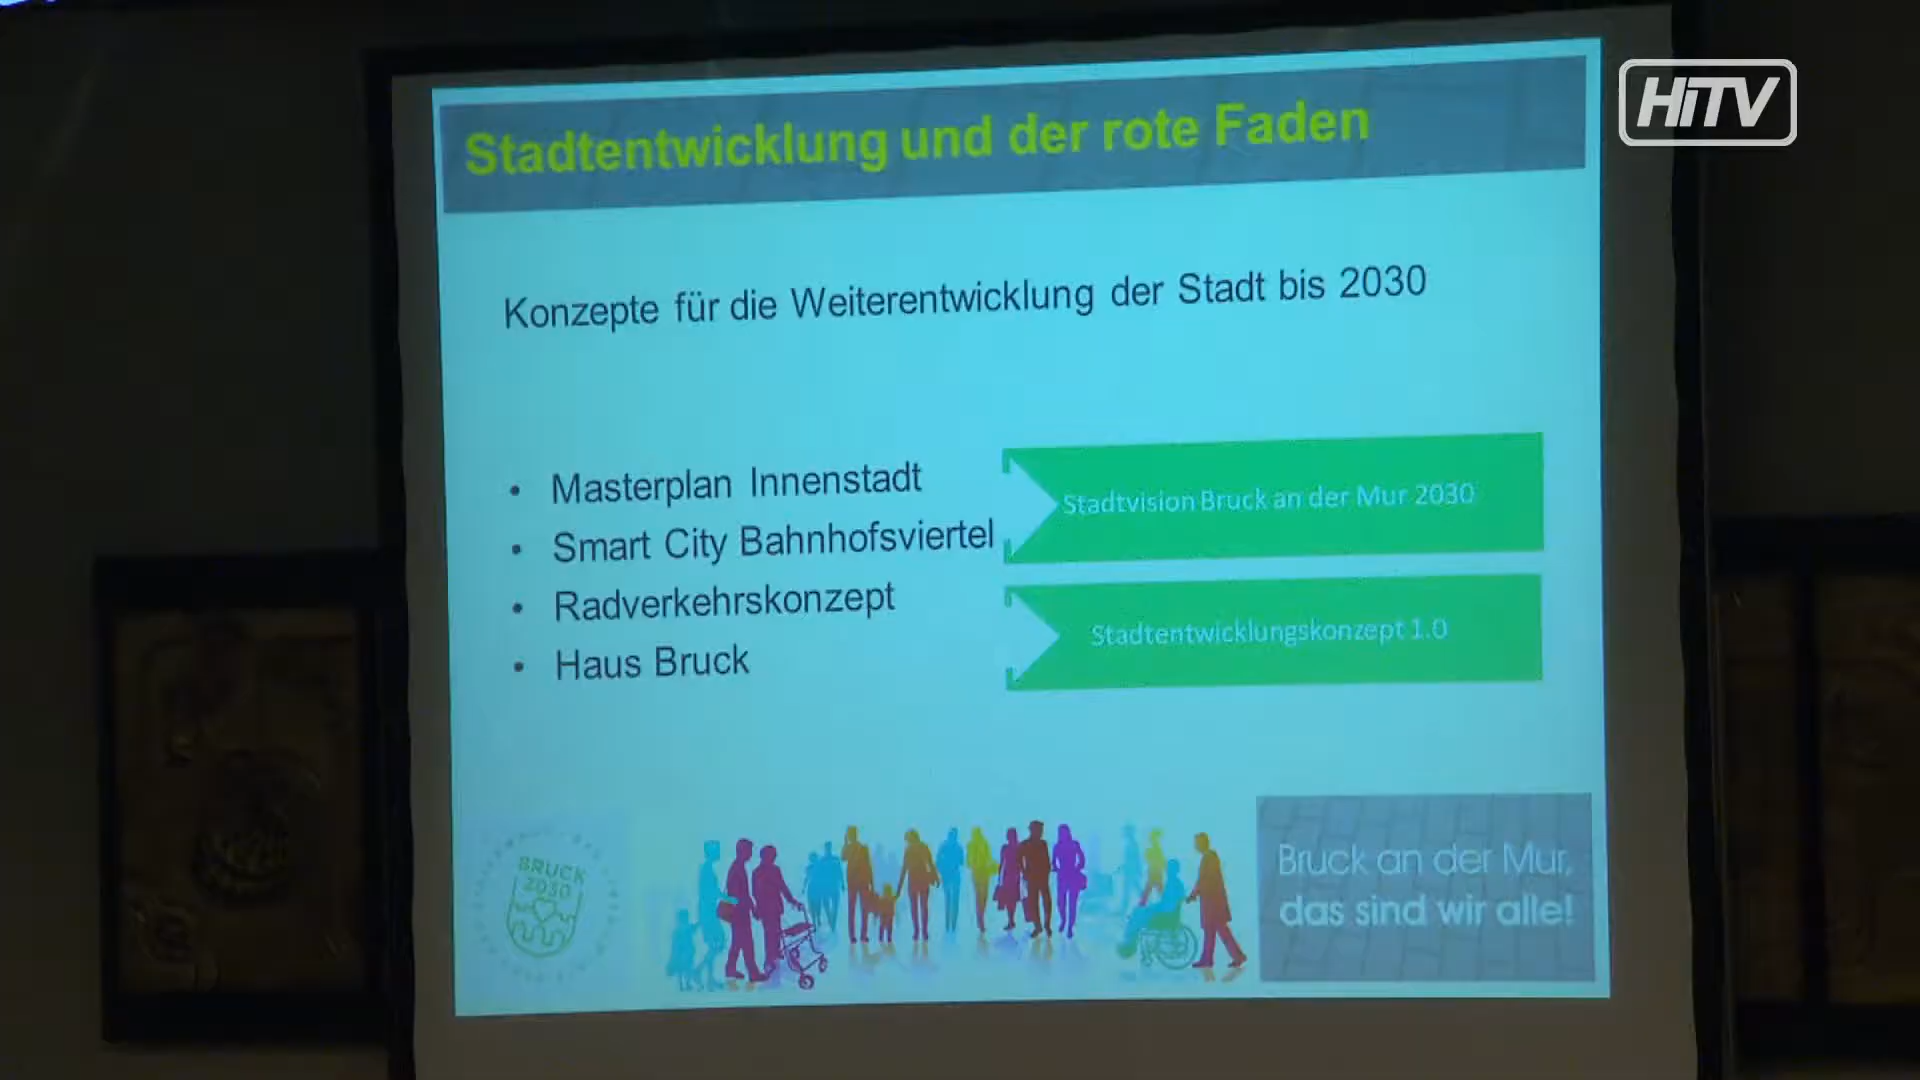 HiTV
Stadtentwicklung und der rote Faden
Konzepte für die Weiterentwicklung der Stadt bis 2030
• Masterplan Innenstadt
• Smart City Bahnhofsviertel
• Radverkehrskonzept
• Haus Bruck
Stadtvision Bruck an der Mur 2030
Stadtentwicklungskonzept 1.0
BRUCK
2030
Bruck an der Mur,
das sind wir alle!